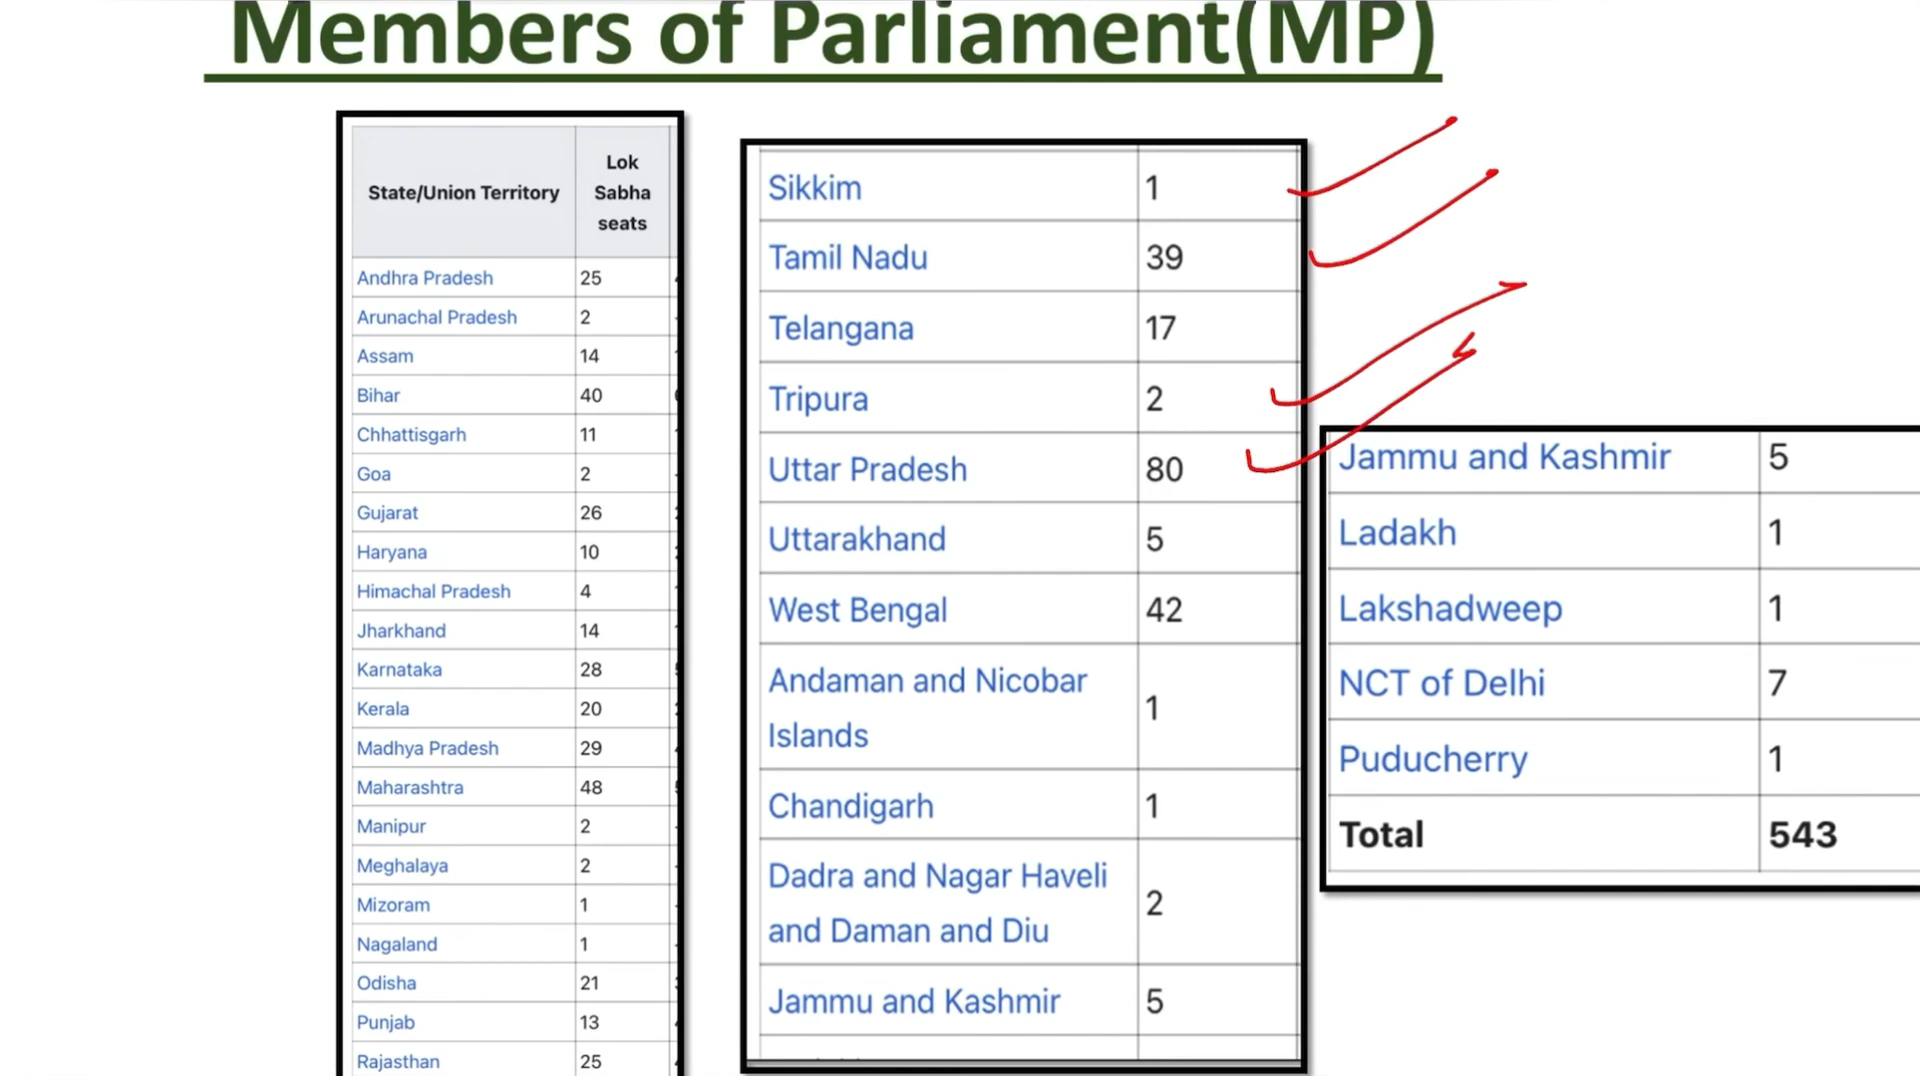 Members of Parliament(MP)
State/Union Territory
Lok
Sabha
seats
Andhra Pradesh 25
Arunachal Pradesh 2
Assam 14
Bihar 40
Chhattisgarh 11
Goa 2
Gujarat 26
Haryana 10
Himachal Pradesh 4
Jharkhand 14
Karnataka 28
Kerala 20
Madhya Pradesh 29
Maharashtra 48
Manipur 2
Meghalaya 2
Mizoram 1
Nagaland 1
Odisha 21
Punjab 13
Rajasthan 25
Sikkim 1
Tamil Nadu 39
Telangana 17
Tripura 2
Uttar Pradesh 80
Uttarakhand 5
West Bengal 42
Andaman and Nicobar
Islands 1
Chandigarh 1
Dadra and Nagar Haveli
and Daman and Diu 2
Jammu and Kashmir 5
Jammu and Kashmir 5
Ladakh 1
Lakshadweep 1
NCT of Delhi 7
Puducherry 1
Total 543